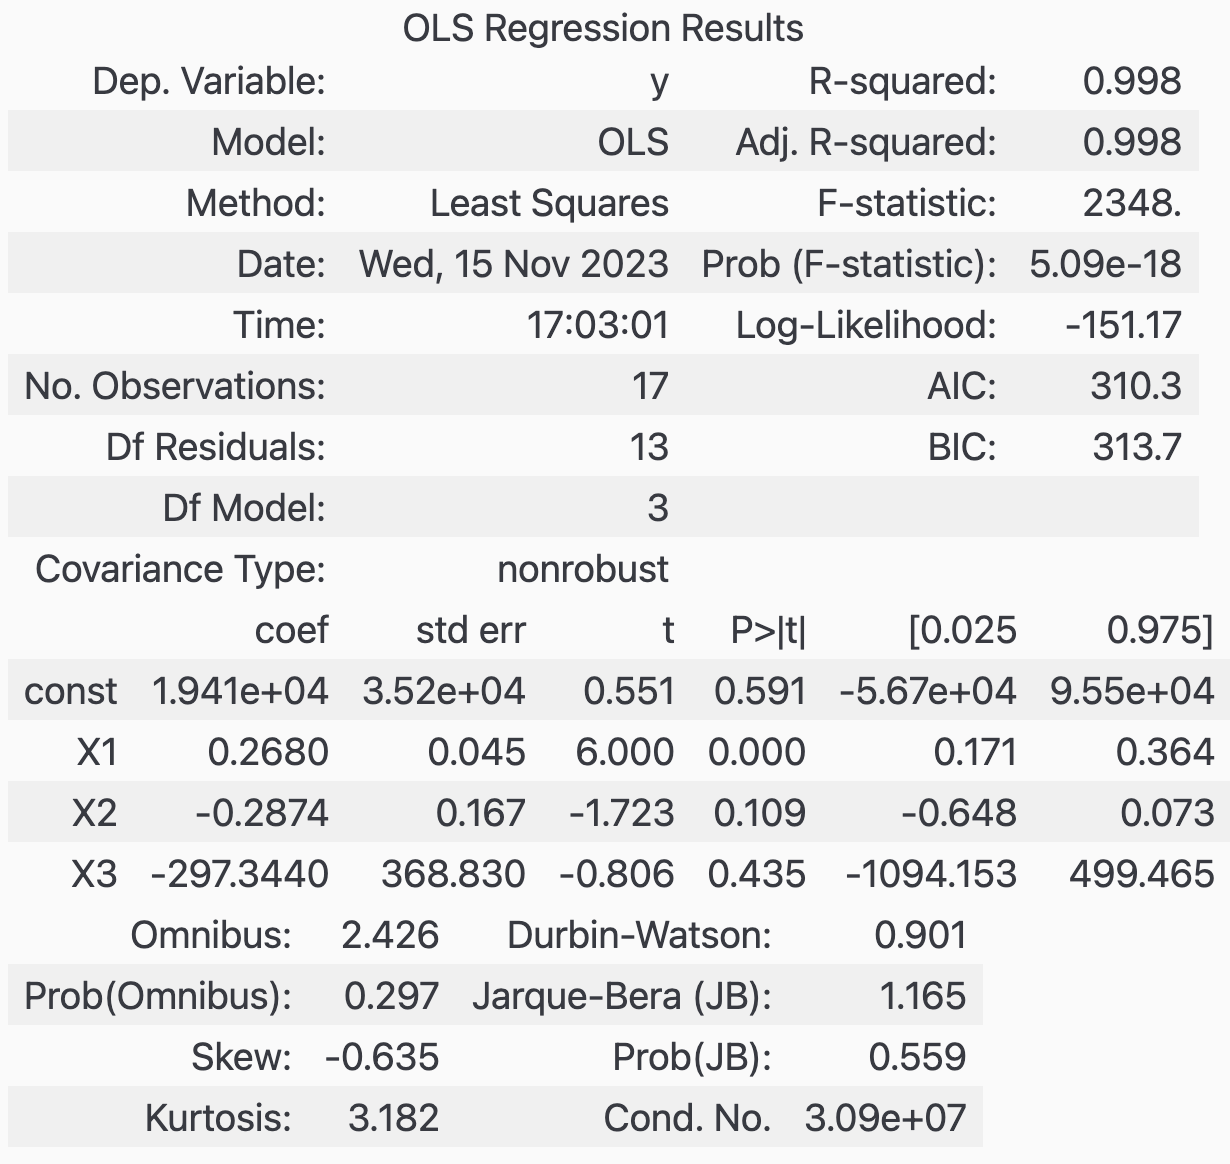 OLS Regression Results
Dep. Variable: y R-squared: 0.998
Model: OLS Adj. R-squared: 0.998
Method: Least Squares F-statistic: 2348.
Date: Wed, 15 Nov 2023 Prob (F-statistic): 5.09e-18
Time: 17:03:01 Log-Likelihood: -151.17
No. Observations: 17 AIC: 310.3
Df Residuals: 13 BIC: 313.7
Df Model: 3
Covariance Type: nonrobust
coef std err t P>|t| [0.025 0.975]
const 1.941e+04 3.52e+04 0.551 0.591 -5.67e+04 9.55e+04
X1 0.2680 0.045 6.000 0.000 0.171 0.364
X2 -0.2874 0.167 -1.723 0.109 -0.648 0.073
X3 -297.3440 368.830 -0.806 0.435 -1094.153 499.465
Omnibus: 2.426 Durbin-Watson: 0.901
Prob(Omnibus): 0.297 Jarque-Bera (JB): 1.165
Skew: -0.635 Prob(JB): 0.559
Kurtosis: 3.182 Cond. No. 3.09e+07